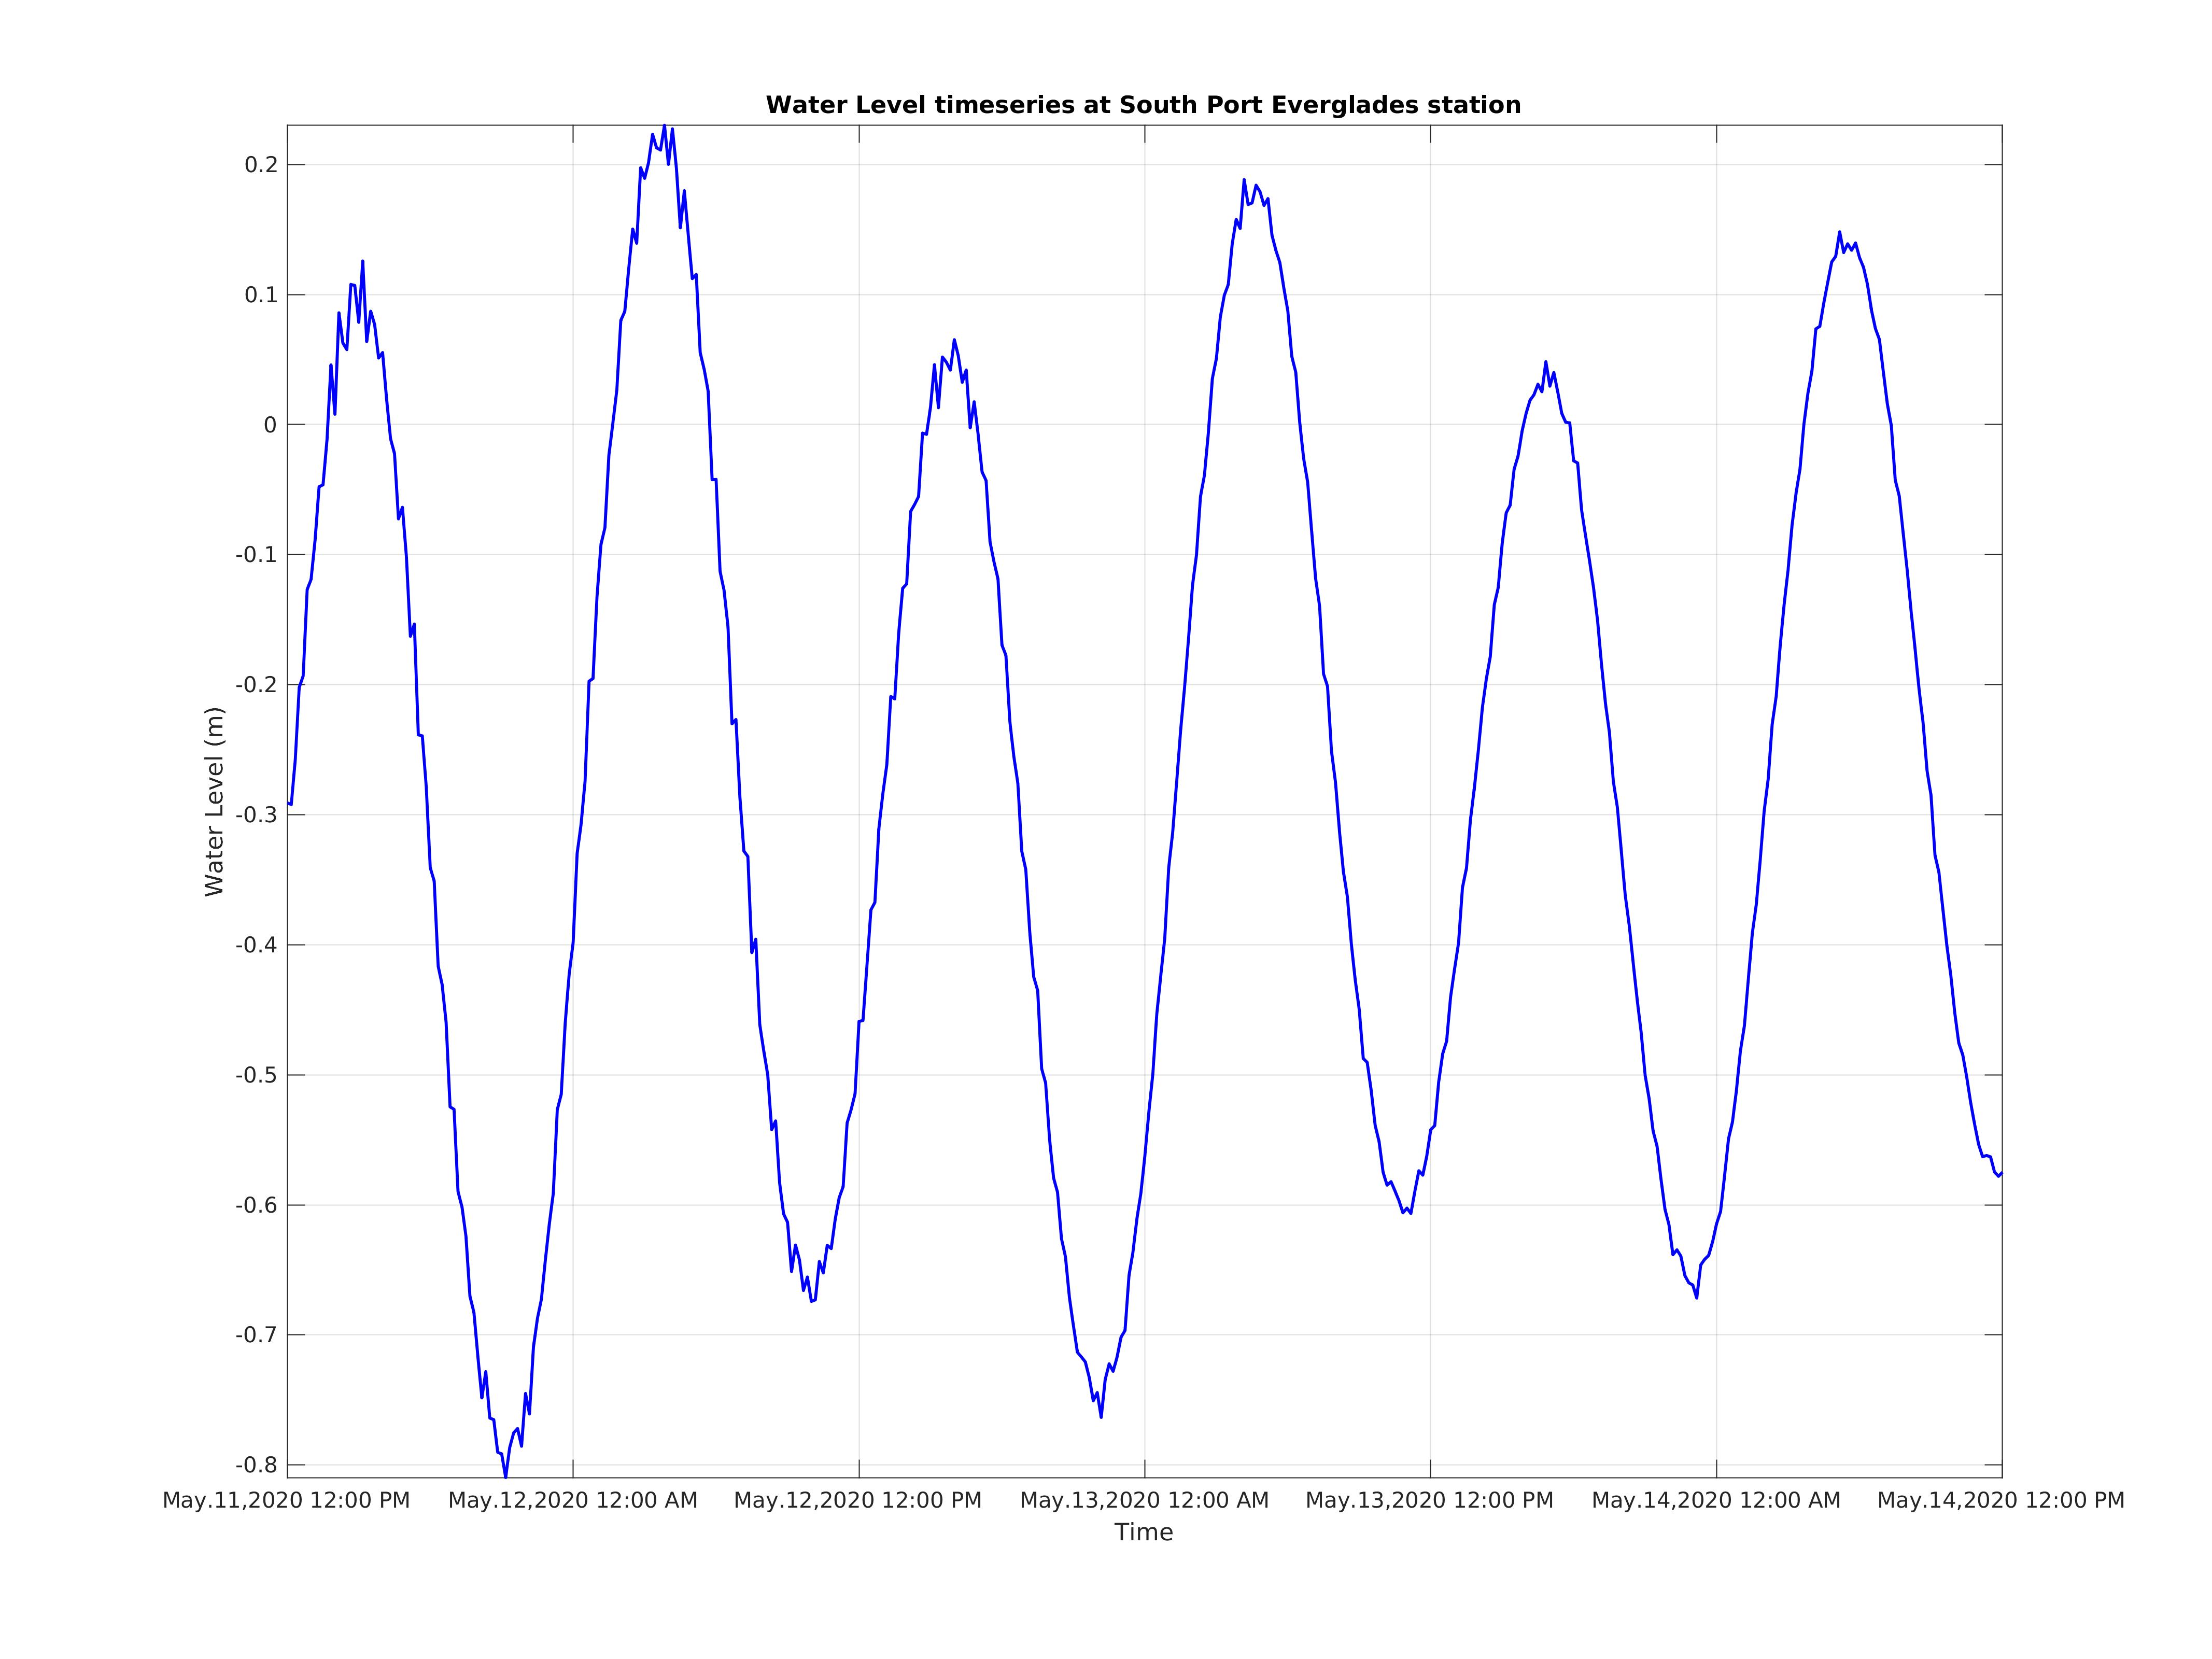 Water Level timeseries at South Port Everglades station
0.2
0.1
0
-0.1
-0.2
-0.3
-0.4
-0.5
-0.6
-0.7
-0.8
Water Level (m)
May.11,2020 12:00 PM May.12,2020 12:00 AM May.12,2020 12:00 PM May.13,2020 12:00 AM May.13,2020 12:00 PM May.14,2020 12:00 AM May.14,2020 12:00 PM
Time